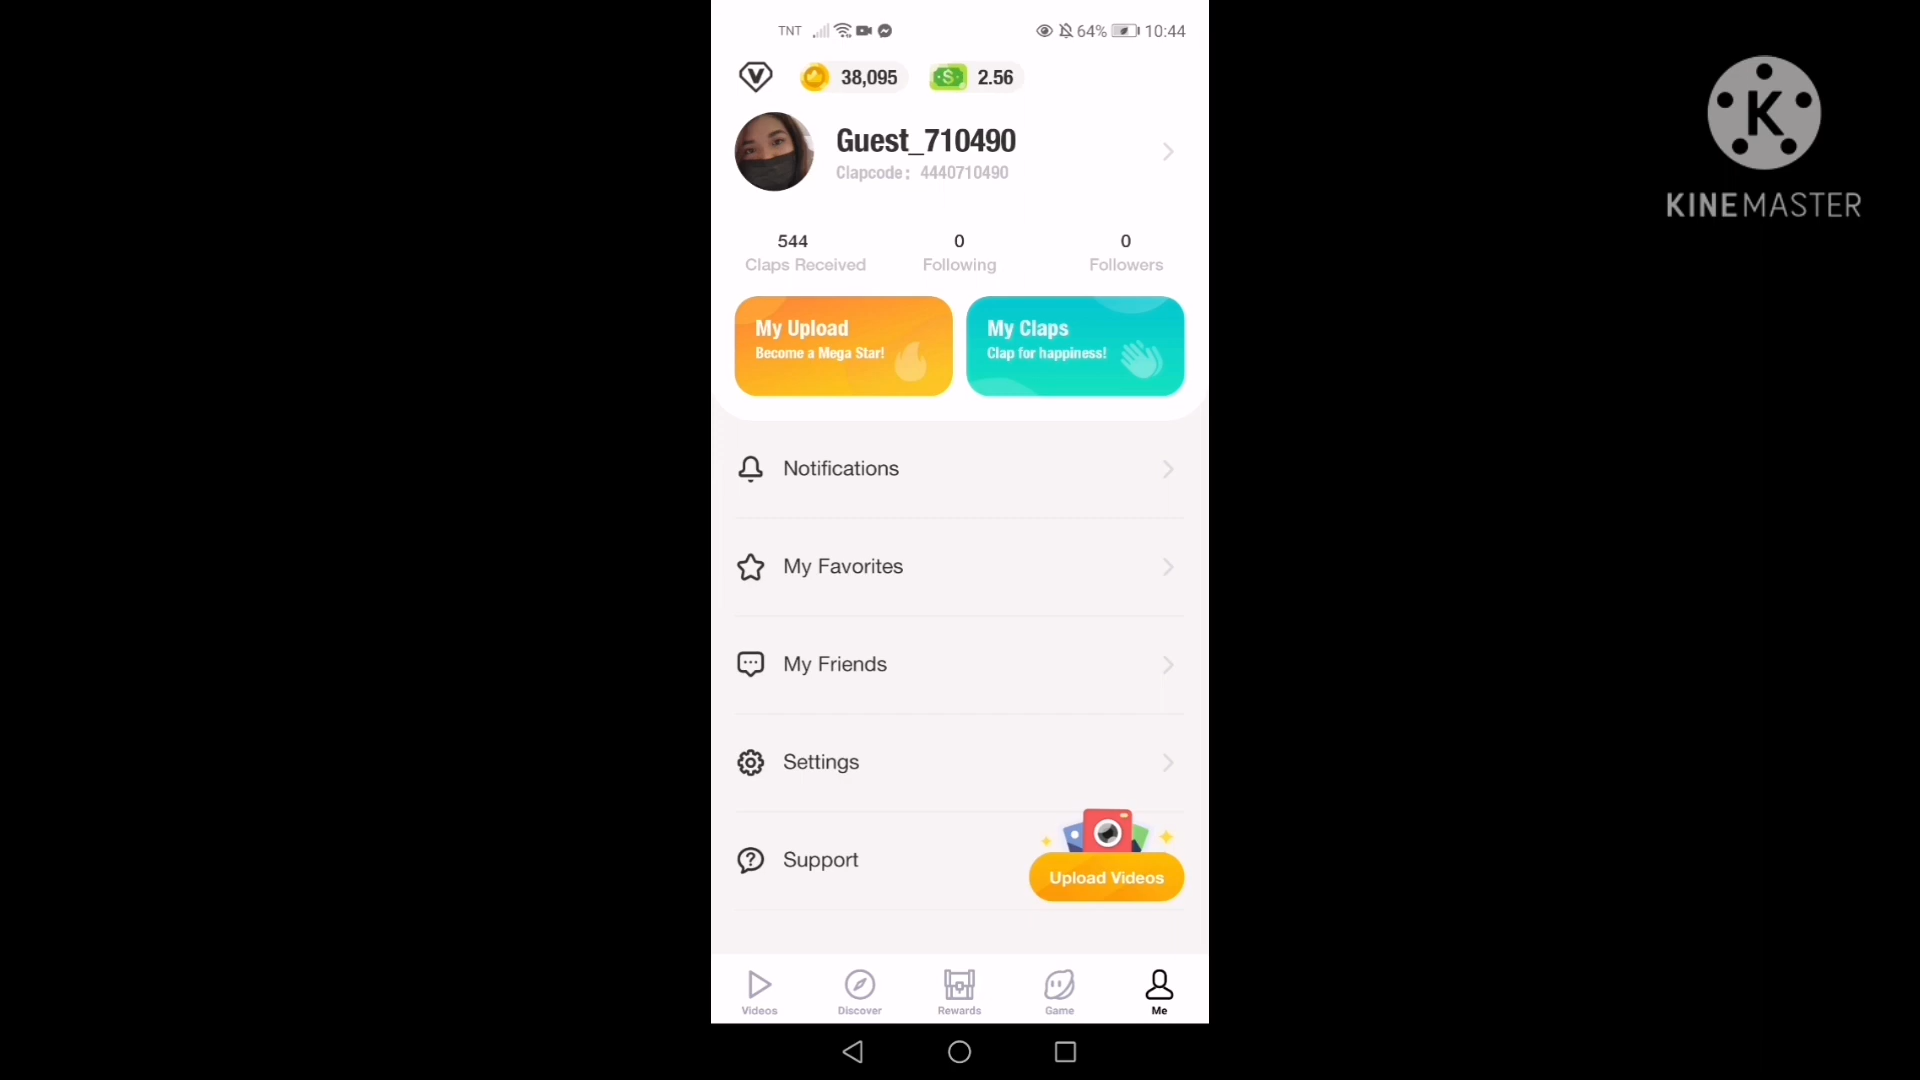 TNT 64% 10:44
38,095 2.56
Guest_710490
Clapcode: 4440710490
544 0 0
Claps Received Following Followers
My Upload My Claps
Become a Mega Star! Clap for happiness!
Notifications
My Favorites
My Friends
Settings
Support
Upload Videos
Videos Discover Rewards Game Me
K
KINEMASTER